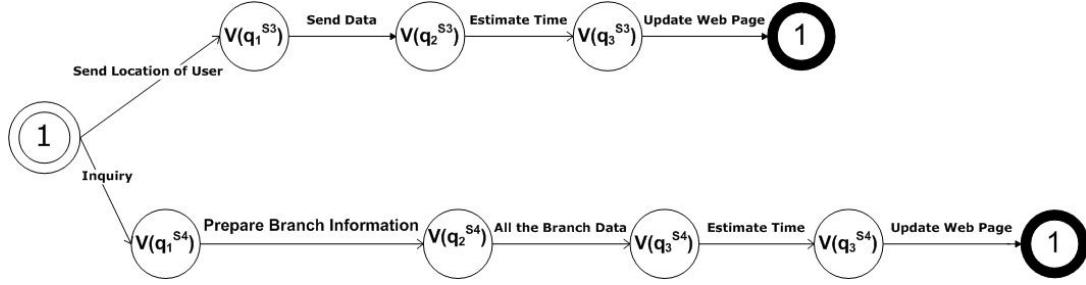 Send Data
Estimate Time
Update Web Page
V(q₁ˢ³)
V(q₂ˢ³)
V(q₃ˢ³)
1
Send Location of User
1
Inquiry
Prepare Branch Information
All the Branch Data
Estimate Time
Update Web Page
V(q₁ˢ⁴)
V(q₂ˢ⁴)
V(q₃ˢ⁴)
V(q₃ˢ⁴)
1